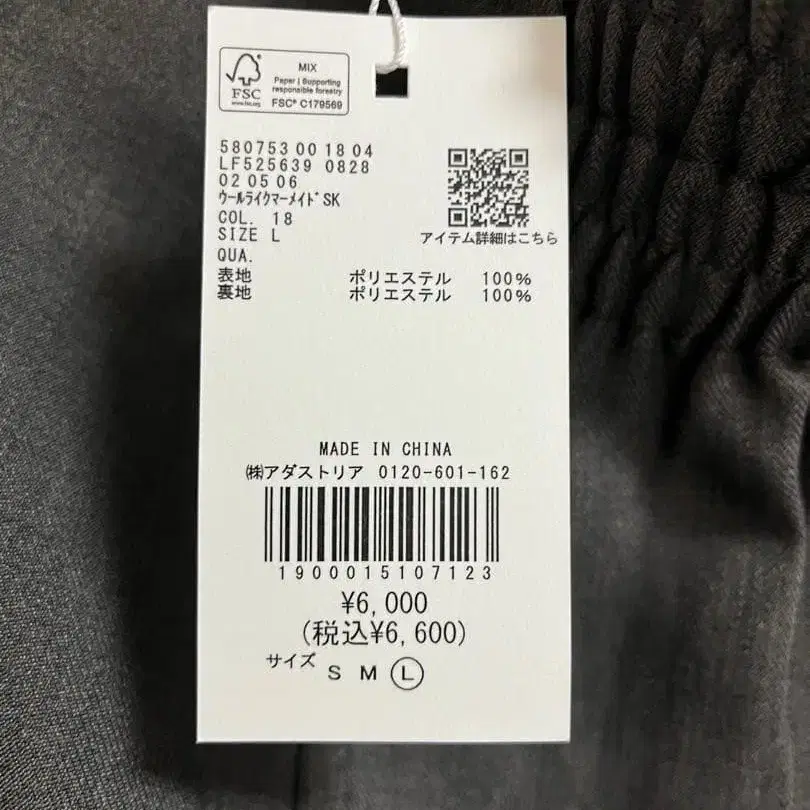 FSC
www.fsc.org
MIX
Paper | Supporting
responsible forestry
FSC® C179569
580753 00 18 04
LF525639 0828
02 05 06
ｳｰﾙﾗｲｸﾏｰﾒｲﾄﾞSK
COL. 18
SIZE L
QUA.
アイテム詳細はこちら
表地 ポリエステル 100%
裏地 ポリエステル 100%
MADE IN CHINA
㈱アダストリア 0120-601-162
1900015107123
¥6,000
(税込¥6,600)
サイズ S M Ⓛ